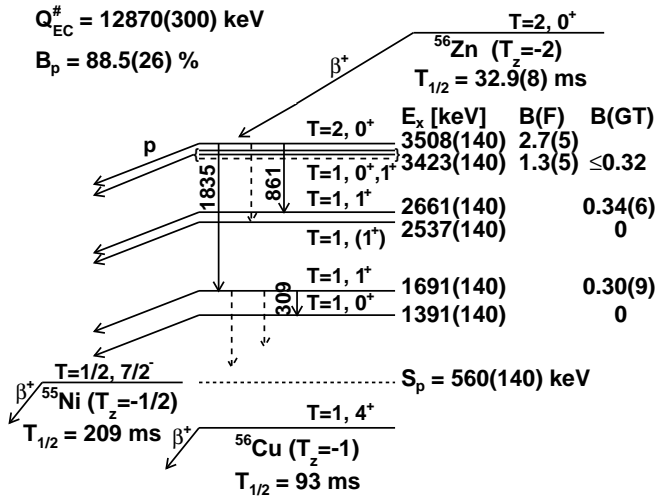 Q#EC = 12870(300) keV
Bp = 88.5(26) %
T=2, 0+
56Zn (Tz=-2)
T1/2 = 32.9(8) ms
β+
Ex [keV] B(F) B(GT)
T=2, 0+ 3508(140) 2.7(5)
p
3423(140) 1.3(5) ≤0.32
T=1, 0+,1+
1835
861
T=1, 1+ 2661(140) 0.34(6)
T=1, (1+) 2537(140) 0
T=1, 1+ 1691(140) 0.30(9)
309
T=1, 0+ 1391(140) 0
T=1/2, 7/2-
Sp = 560(140) keV
β+
55Ni (Tz=-1/2)
T1/2 = 209 ms
T=1, 4+
β+
56Cu (Tz=-1)
T1/2 = 93 ms